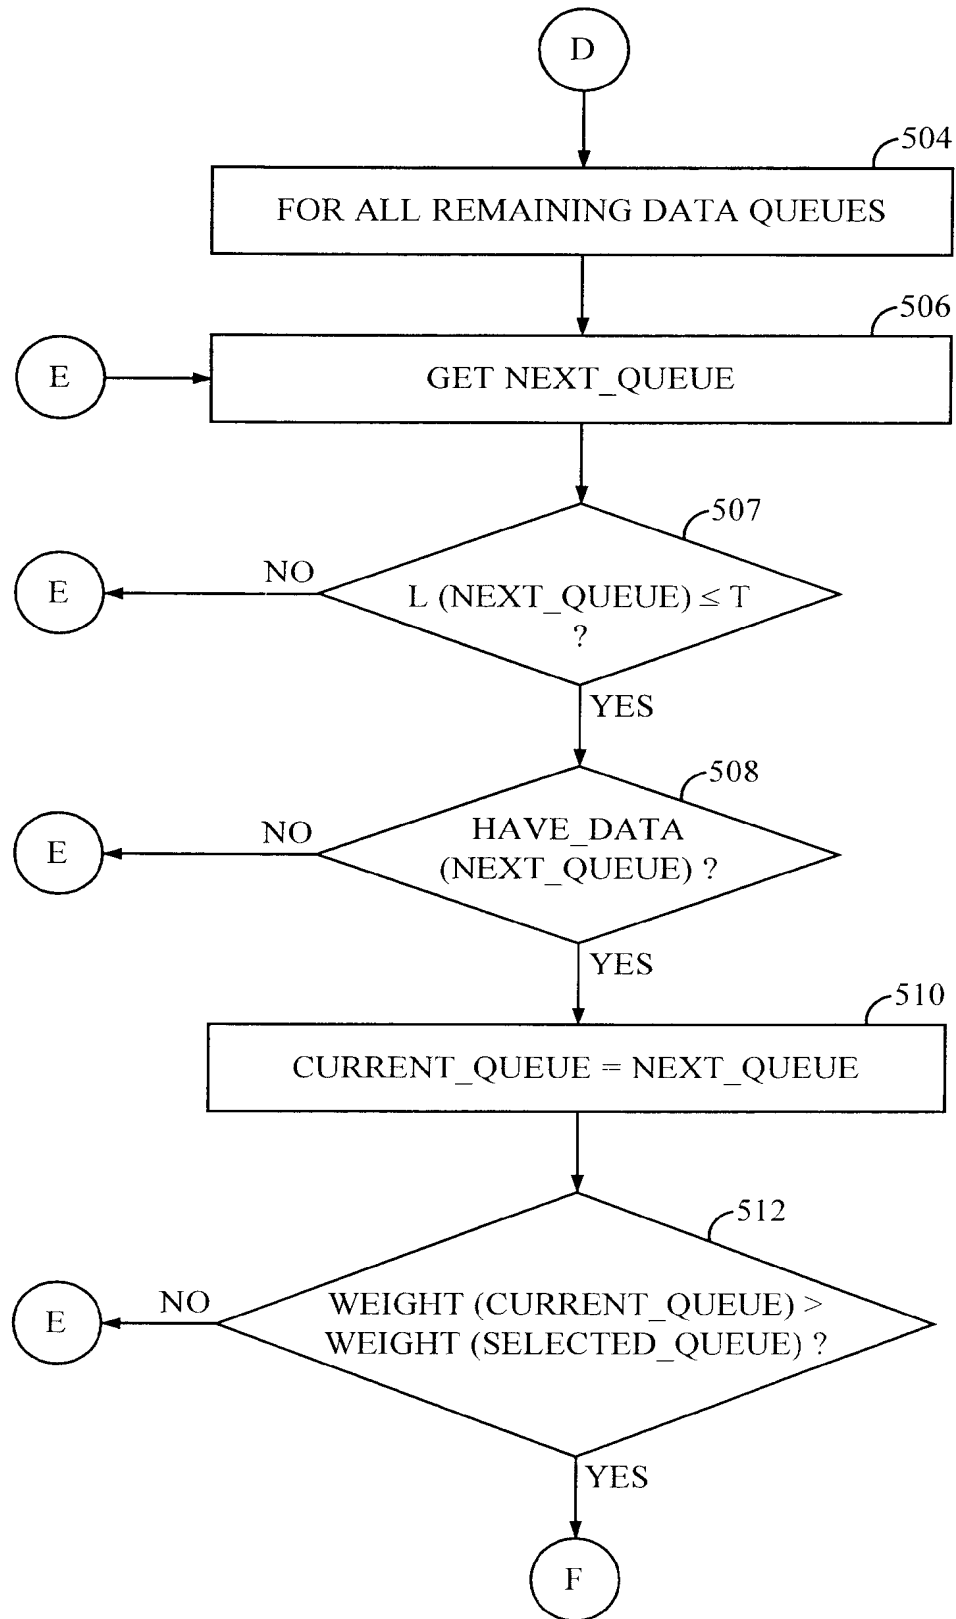 D
504
FOR ALL REMAINING DATA QUEUES
506
E
GET NEXT_QUEUE
507
E
NO
L (NEXT_QUEUE) ≤ T
?
YES
508
E
NO
HAVE_DATA
(NEXT_QUEUE) ?
YES
510
CURRENT_QUEUE = NEXT_QUEUE
512
E
NO
WEIGHT (CURRENT_QUEUE) >
WEIGHT (SELECTED_QUEUE) ?
YES
F